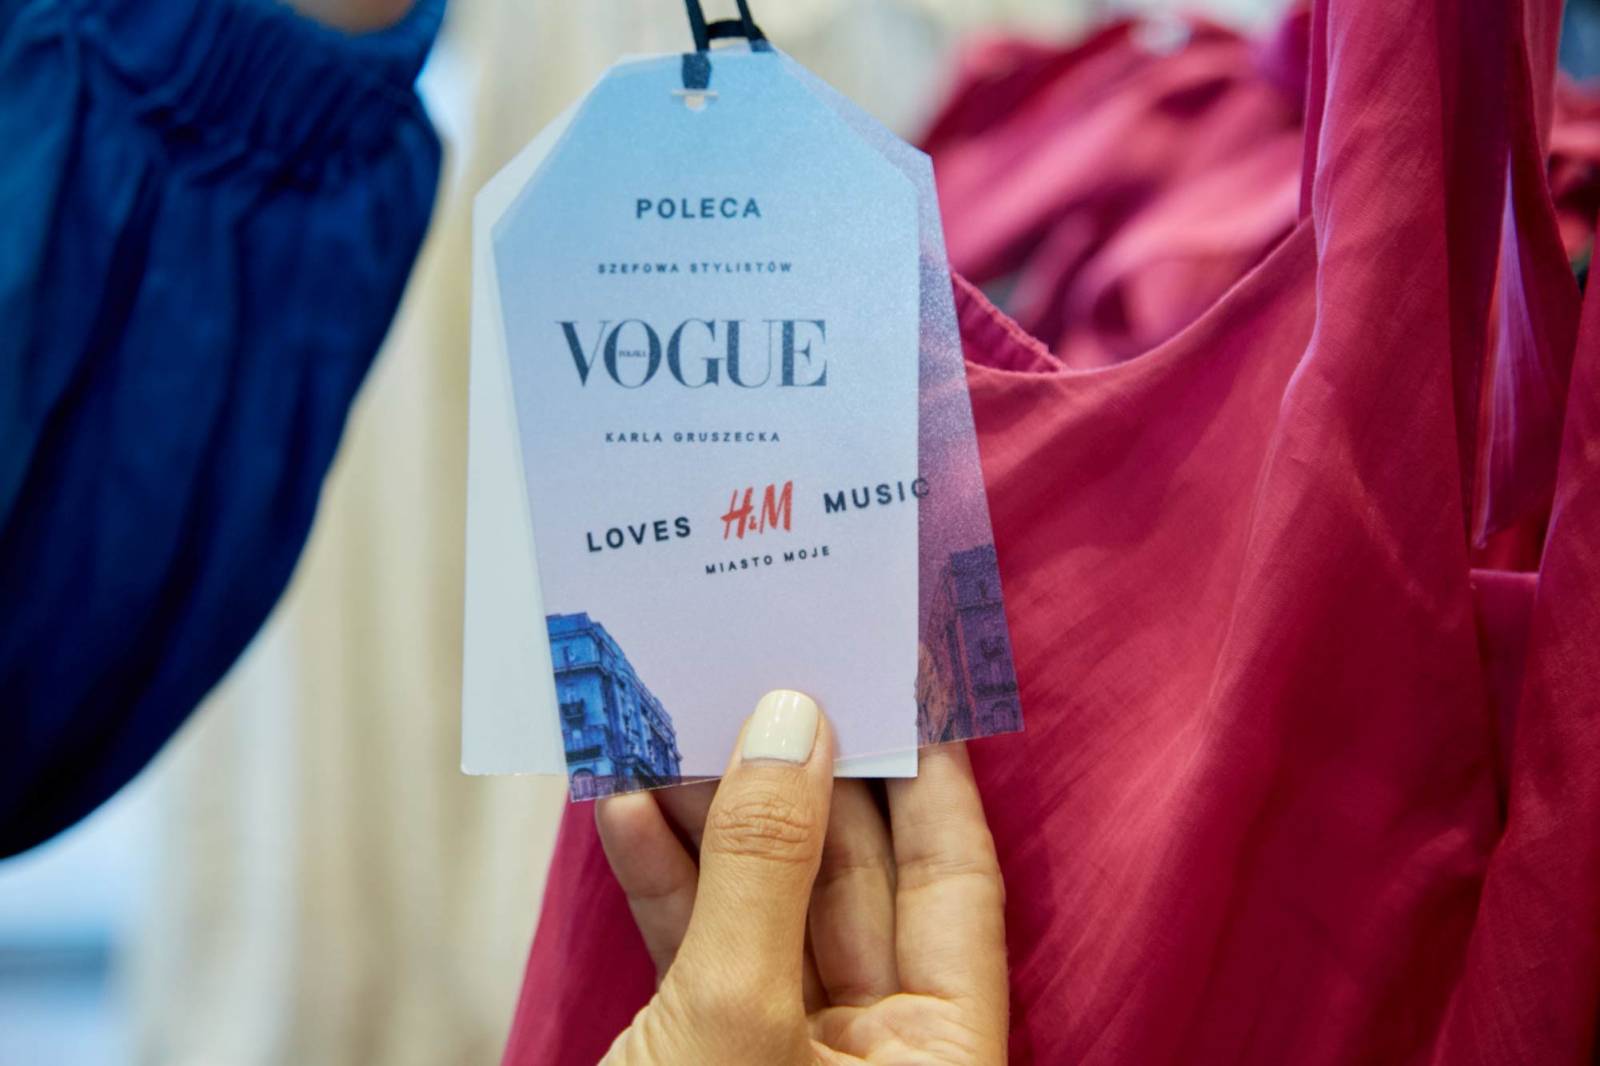 POLECA
SZEFOWA STYLISTÓW
VOGUE
POLSKA
KARLA GRUSZECKA
LOVES H&M MUSIC
MIASTO MOJE